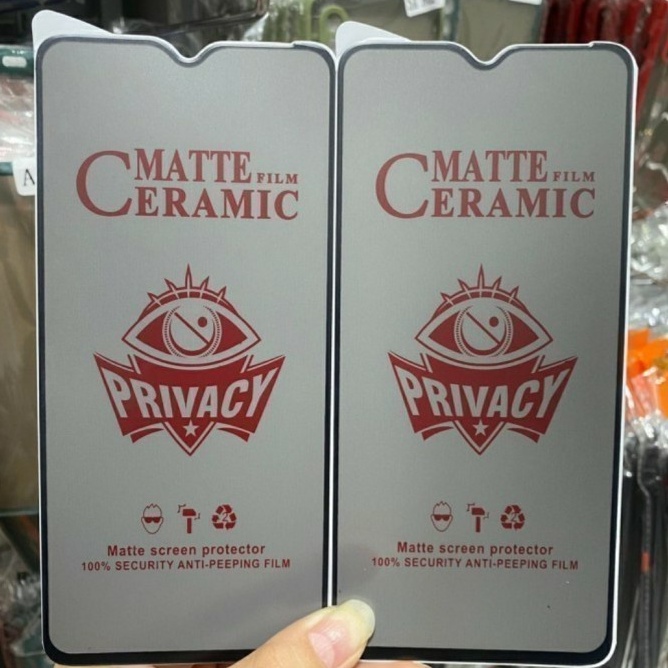 MATTE FILM
CERAMIC
PRIVACY
Matte screen protector
100% SECURITY ANTI-PEEPING FILM
MATTE FILM
CERAMIC
PRIVACY
Matte screen protector
100% SECURITY ANTI-PEEPING FILM